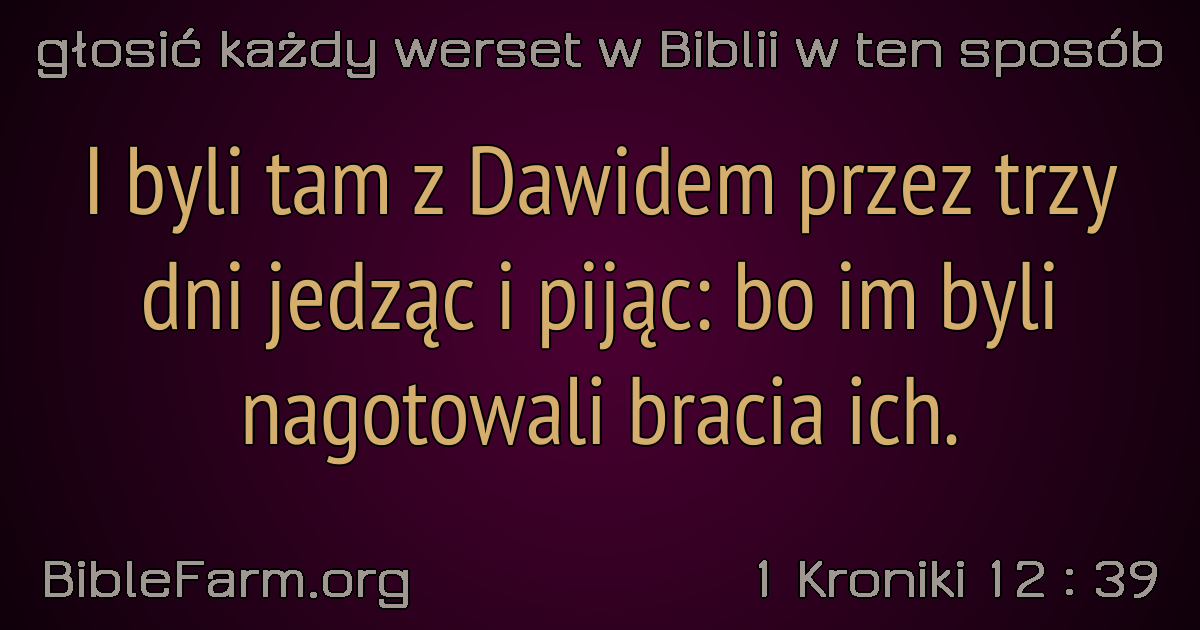 głosić każdy werset w Biblii w ten sposób
I byli tam z Dawidem przez trzy
dni jedząc i pijąc: bo im byli
nagotowali bracia ich.
BibleFarm.org
1 Kroniki 12 : 39